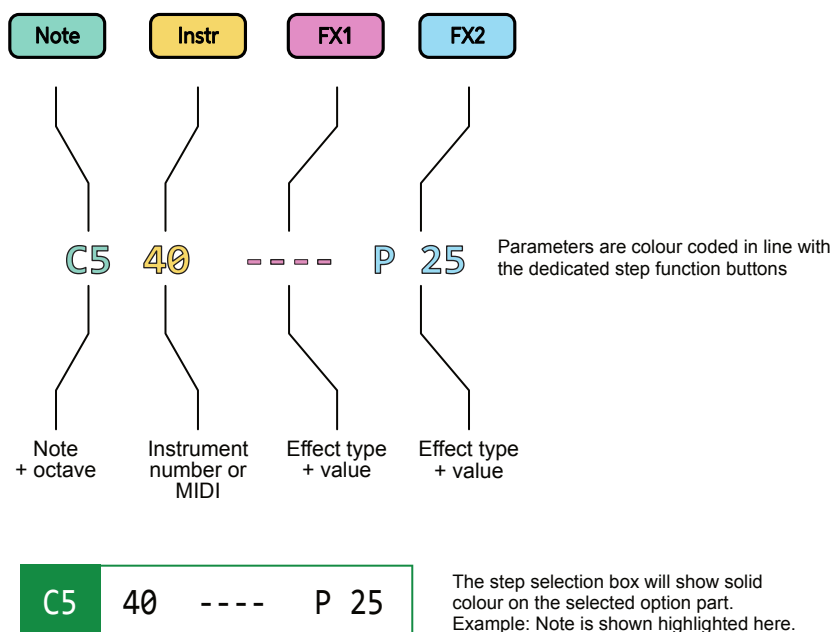 Note Instr FX1 FX2
C5 40 ---- P 25
Parameters are colour coded in line with
the dedicated step function buttons
Note
+ octave
Instrument
number or
MIDI
Effect type
+ value
Effect type
+ value
C5 40 ---- P 25
The step selection box will show solid
colour on the selected option part.
Example: Note is shown highlighted here.